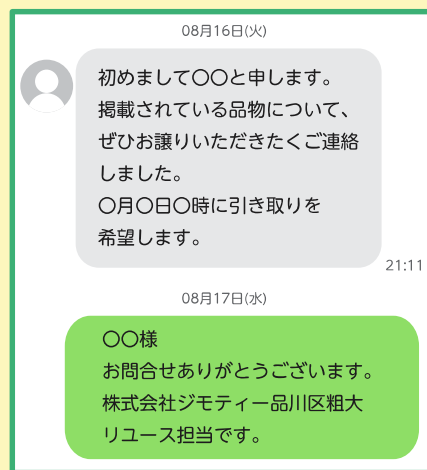 08月16日(火)
初めまして〇〇と申します。
掲載されている品物について、
ぜひお譲りいただきたくご連絡
しました。
〇月〇日〇時に引き取りを
希望します。
21:11
08月17日(水)
〇〇様
お問合せありがとうございます。
株式会社ジモティー品川区粗大
リユース担当です。